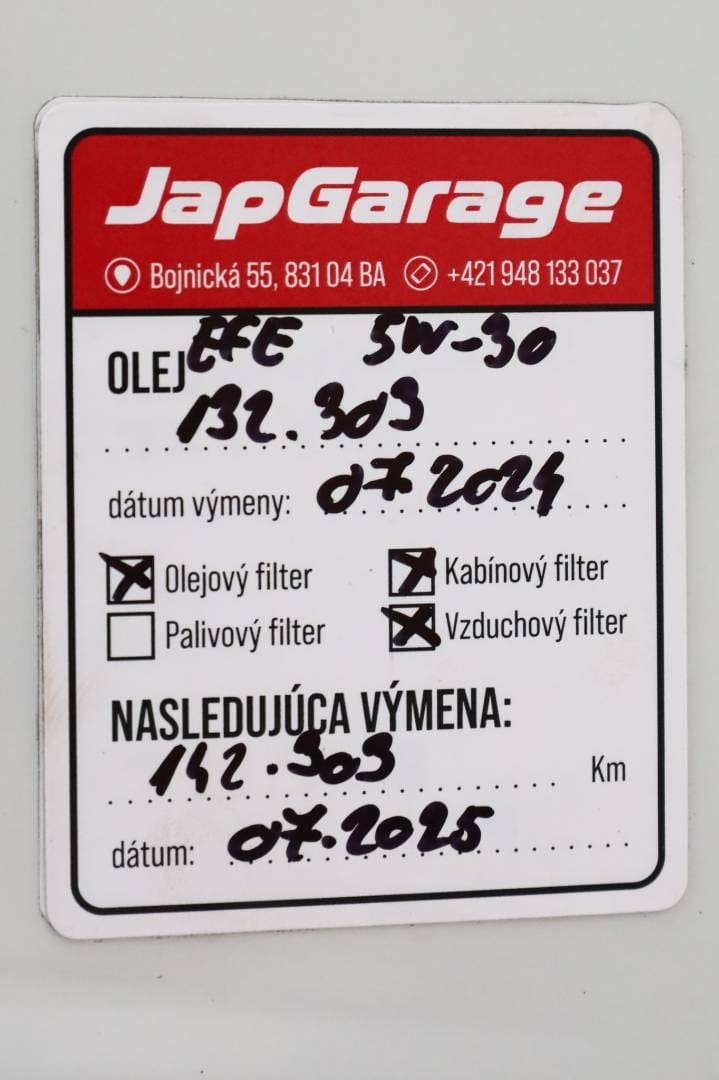 JapGarage
Bojnická 55, 831 04 BA +421 948 133 037
OLEJ EFE 5W-30
132.303
dátum výmeny: 07.2024
Olejový filter Kabínový filter
Palivový filter Vzduchový filter
NASLEDUJÚCA VÝMENA:
142.303 Km
dátum: 07.2025